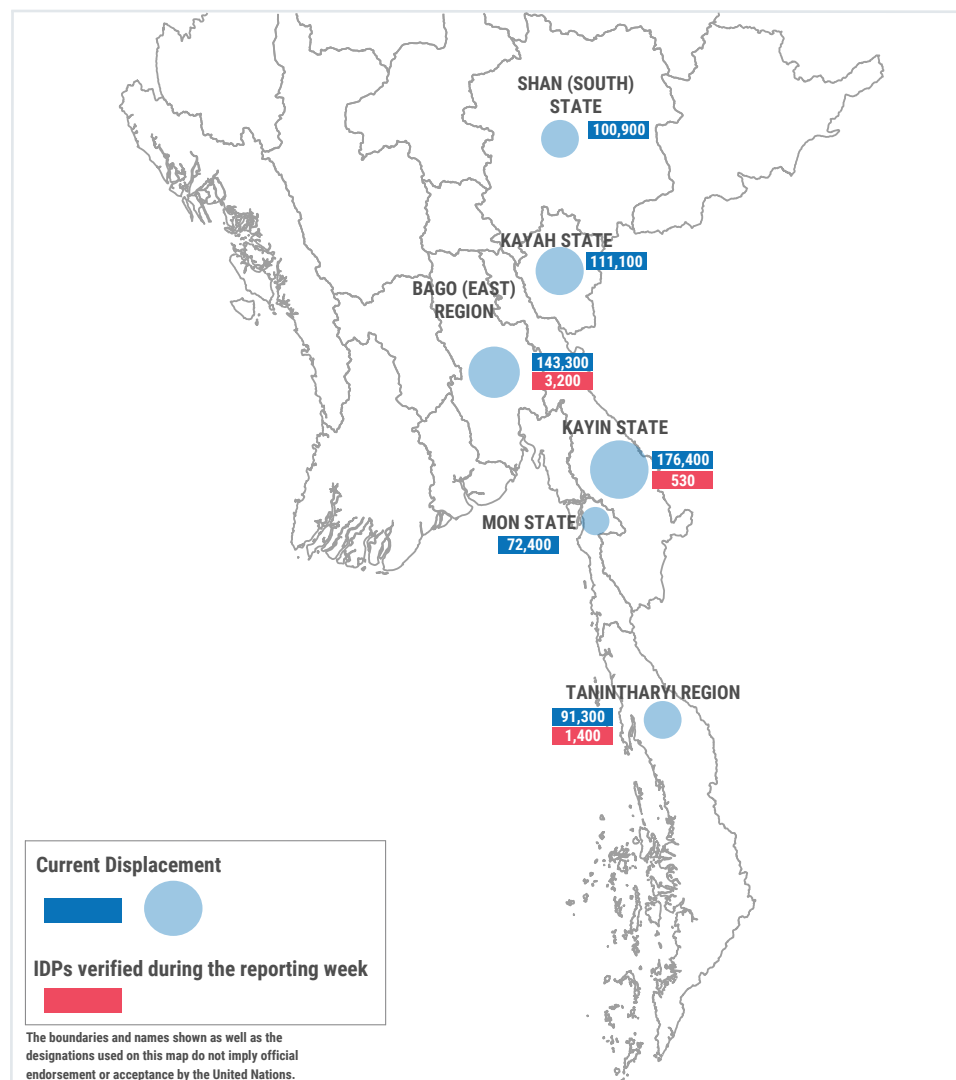 SHAN (SOUTH)
STATE
100,900
KAYAH STATE
111,100
BAGO (EAST)
REGION
143,300
3,200
KAYIN STATE
176,400
530
MON STATE
72,400
TANINTHARYI REGION
91,300
1,400
Current Displacement
IDPs verified during the reporting week
The boundaries and names shown as well as the
designations used on this map do not imply official
endorsement or acceptance by the United Nations.